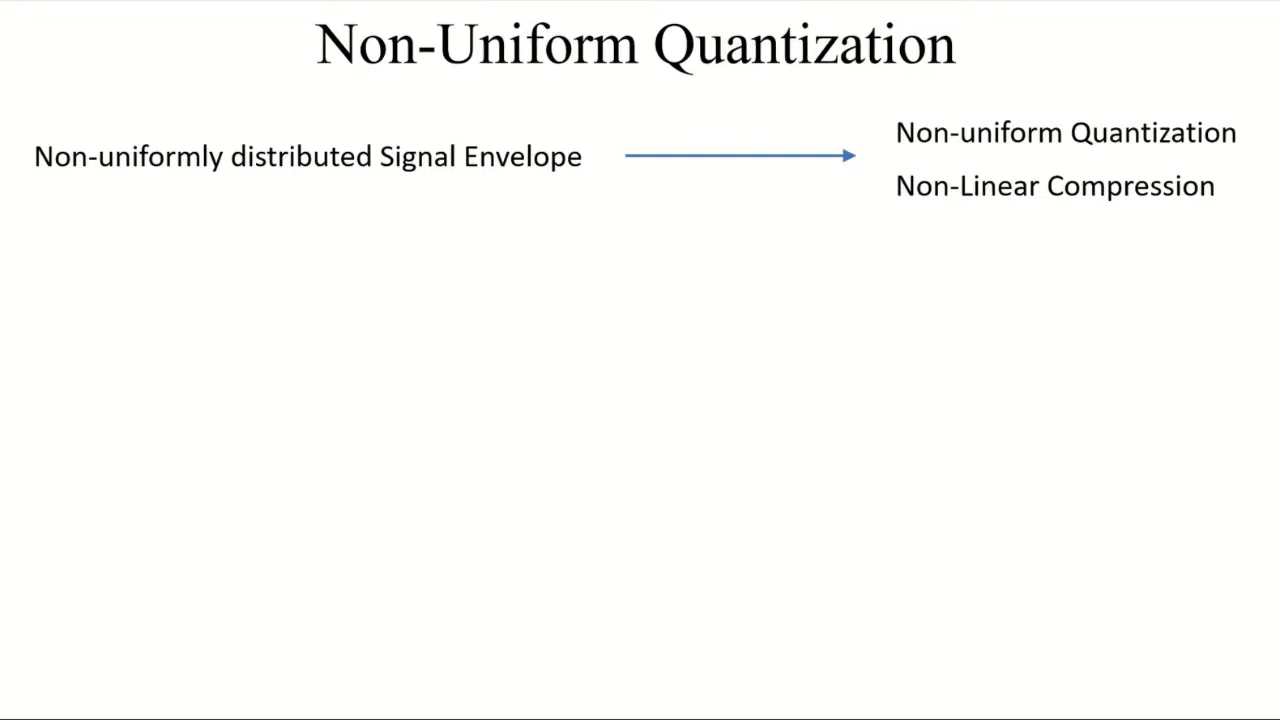 Non-Uniform Quantization
Non-uniformly distributed Signal Envelope
Non-uniform Quantization
Non-Linear Compression